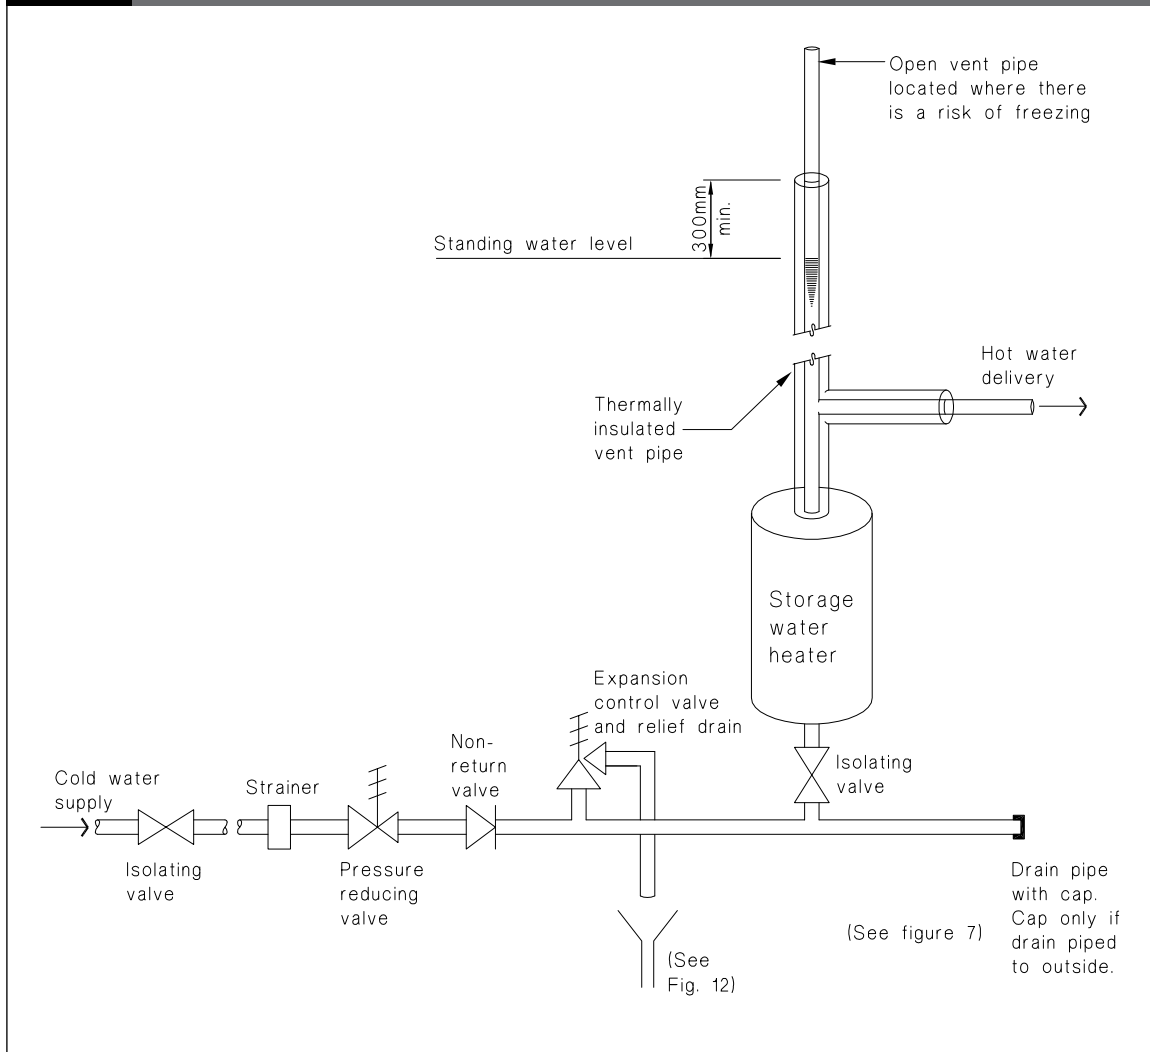 Open vent pipe
located where there
is a risk of freezing
300mm
min.
Standing water level
Hot water
delivery
Thermally
insulated
vent pipe
Storage
water
heater
Expansion
control valve
and relief drain
Non-
return
valve
Isolating
valve
Cold water
supply
Strainer
Isolating
valve
Pressure
reducing
valve
Drain pipe
with cap.
Cap only if
drain piped
to outside.
(See figure 7)
(See
Fig. 12)